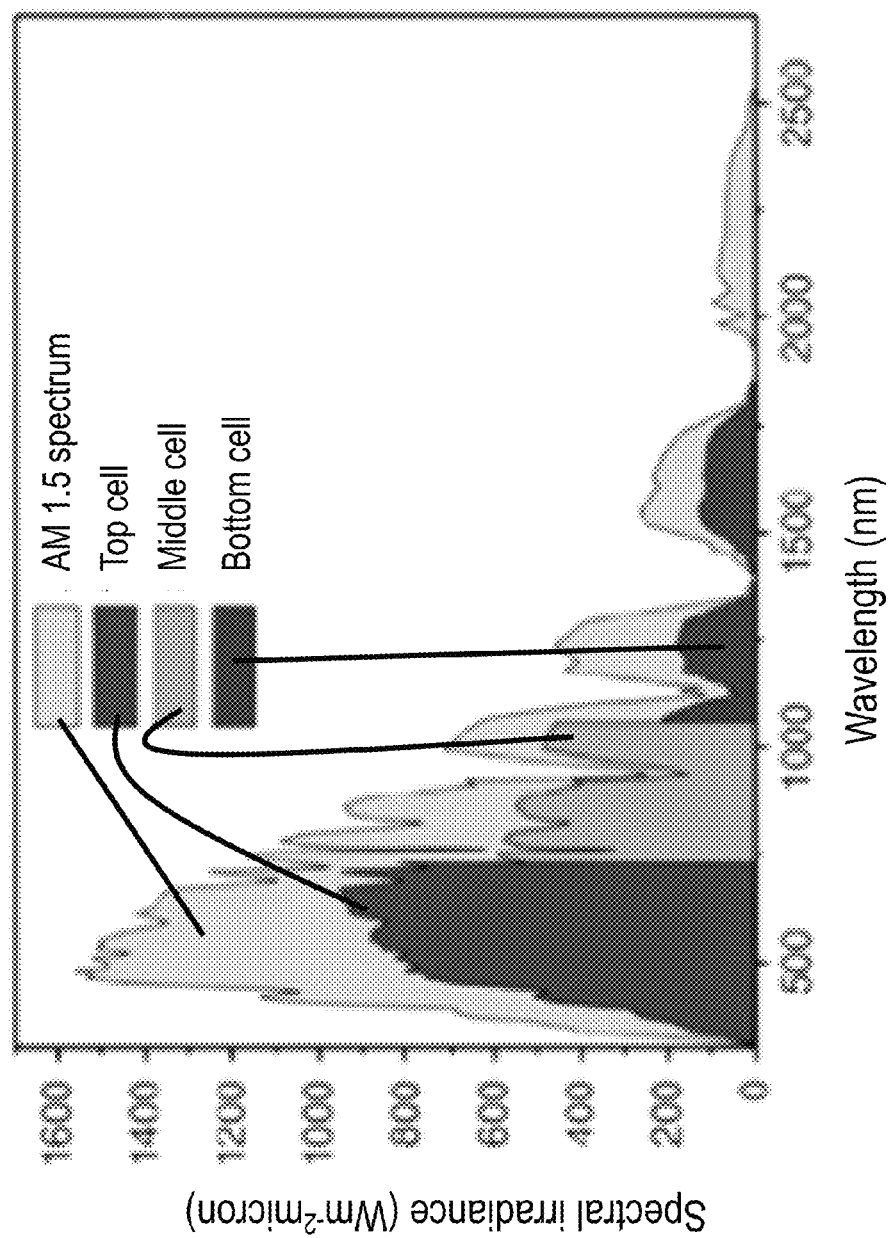 AM 1.5 spectrum
Top cell
Middle cell
Bottom cell
1600
1400
1200
1000
800
600
400
200
0
500
1000
1500
2000
2500
Wavelength (nm)
Spectral irradiance (Wm-2micron)